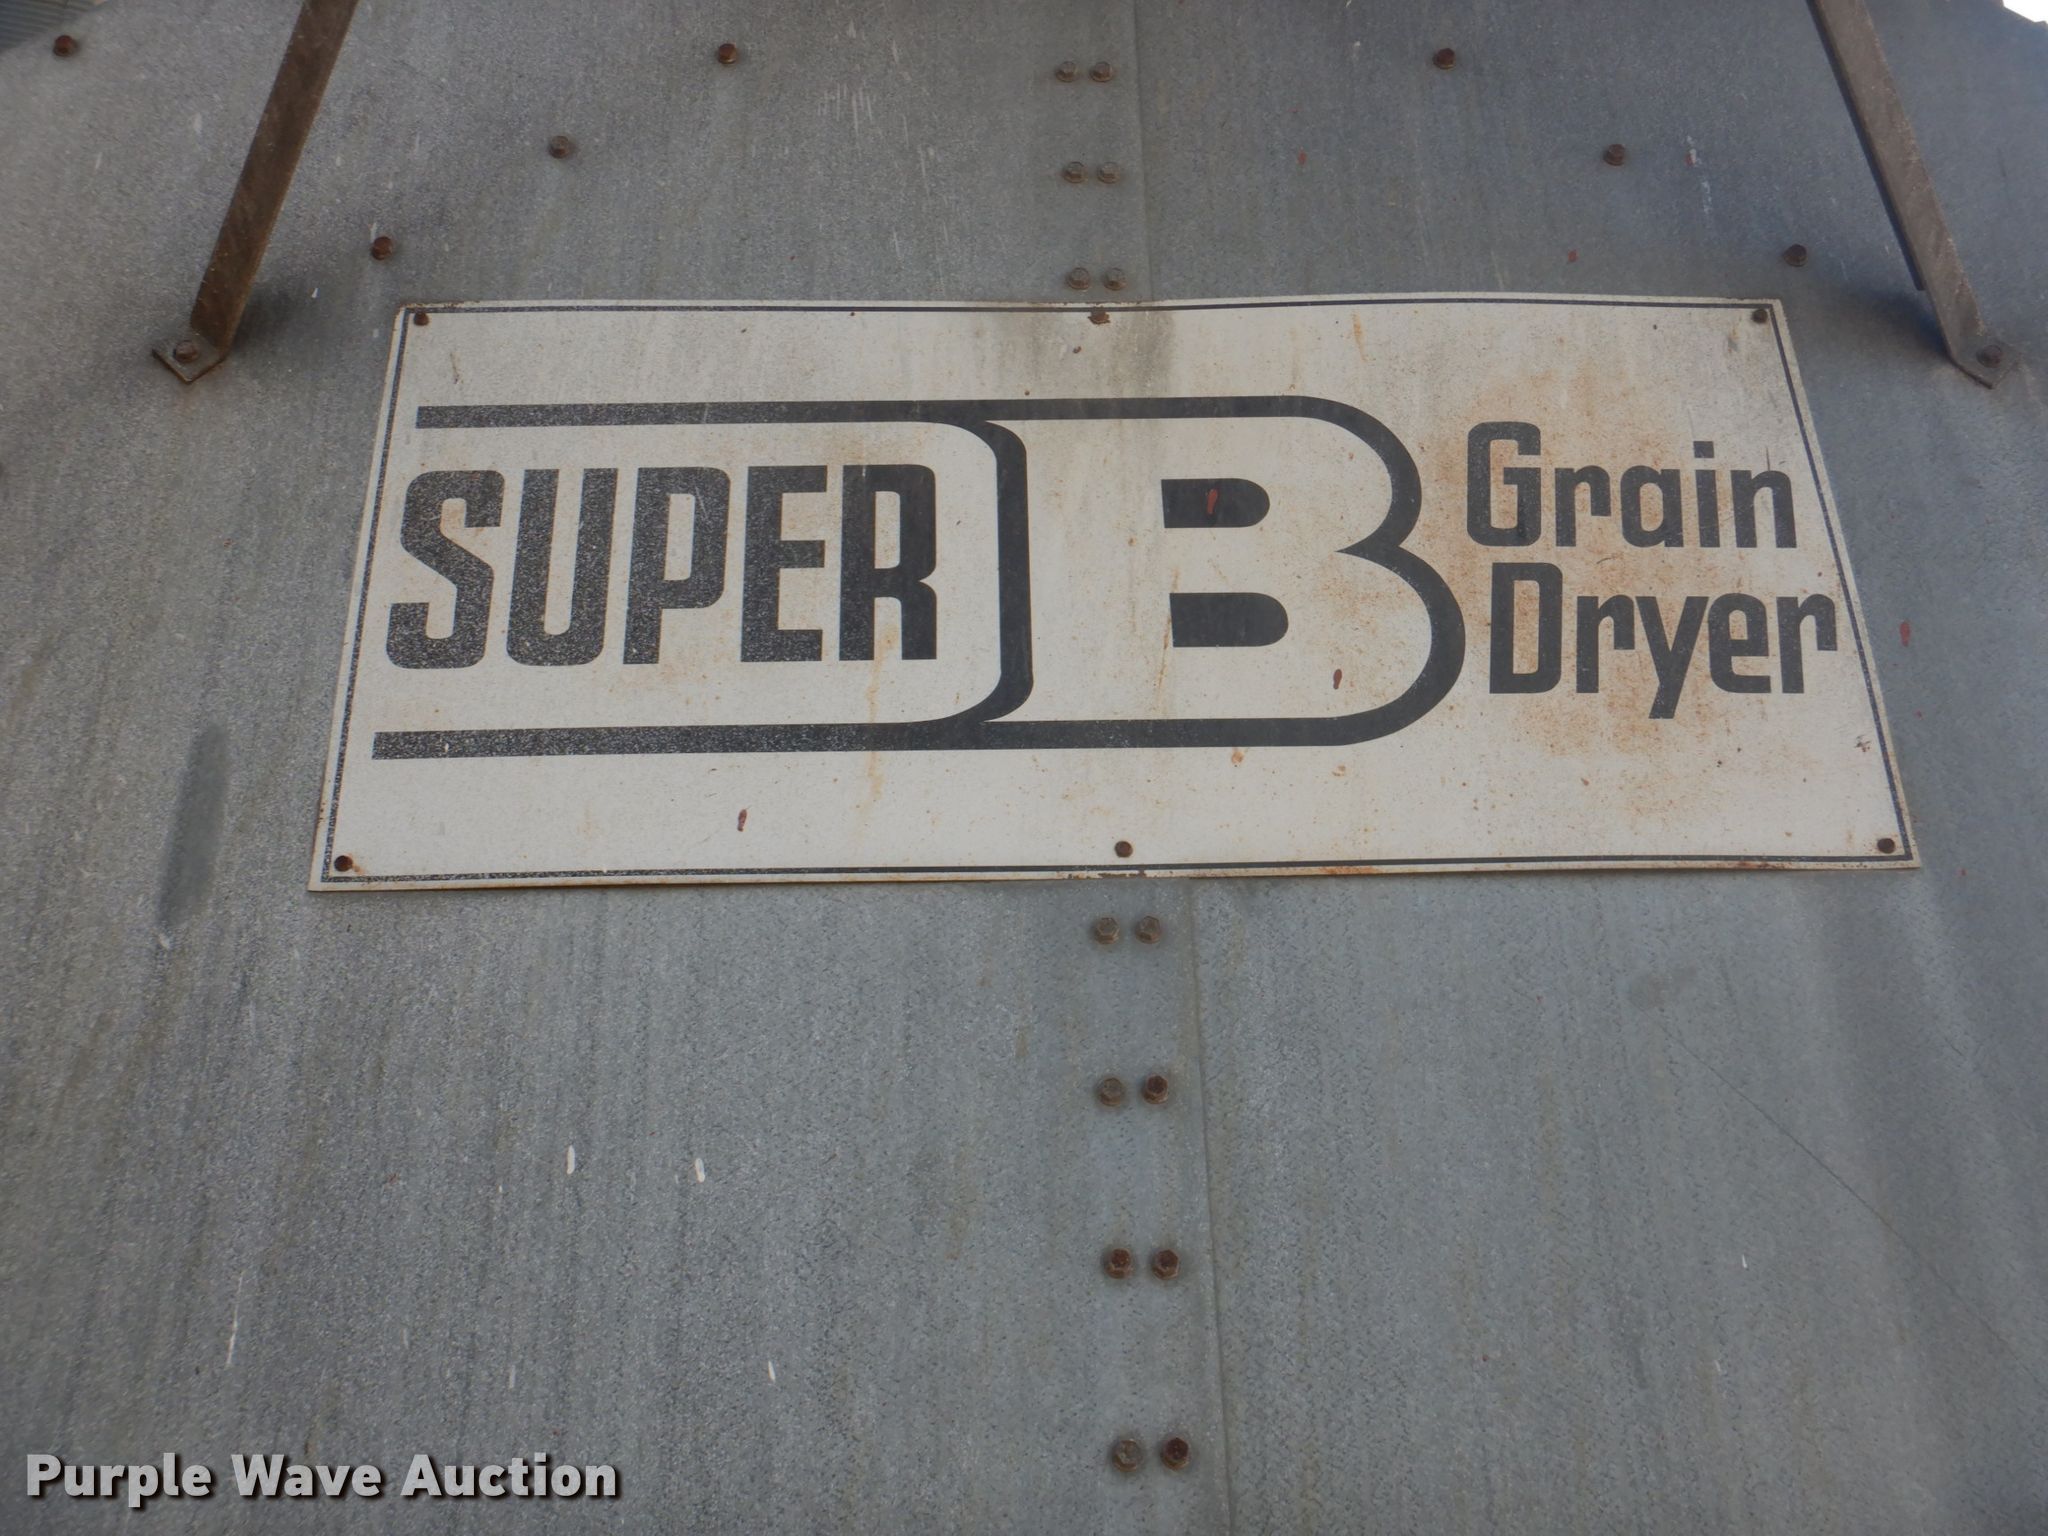 SUPER B
Grain
Dryer
Purple Wave Auction